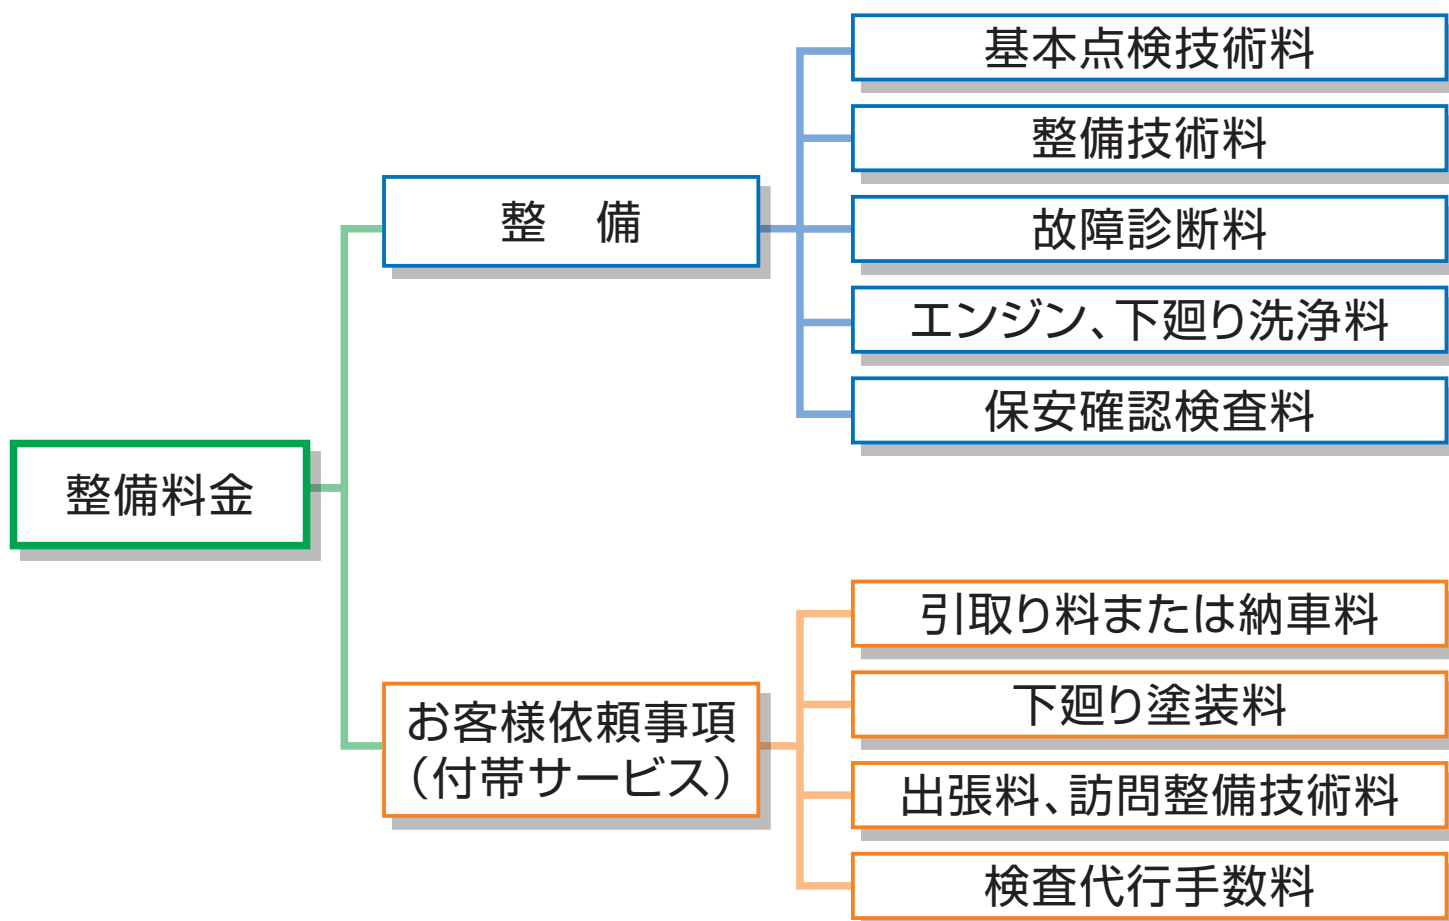 整備料金
整　備
基本点検技術料
整備技術料
故障診断料
エンジン、下廻り洗浄料
保安確認検査料
お客様依頼事項
（付帯サービス）
引取り料または納車料
下廻り塗装料
出張料、訪問整備技術料
検査代行手数料